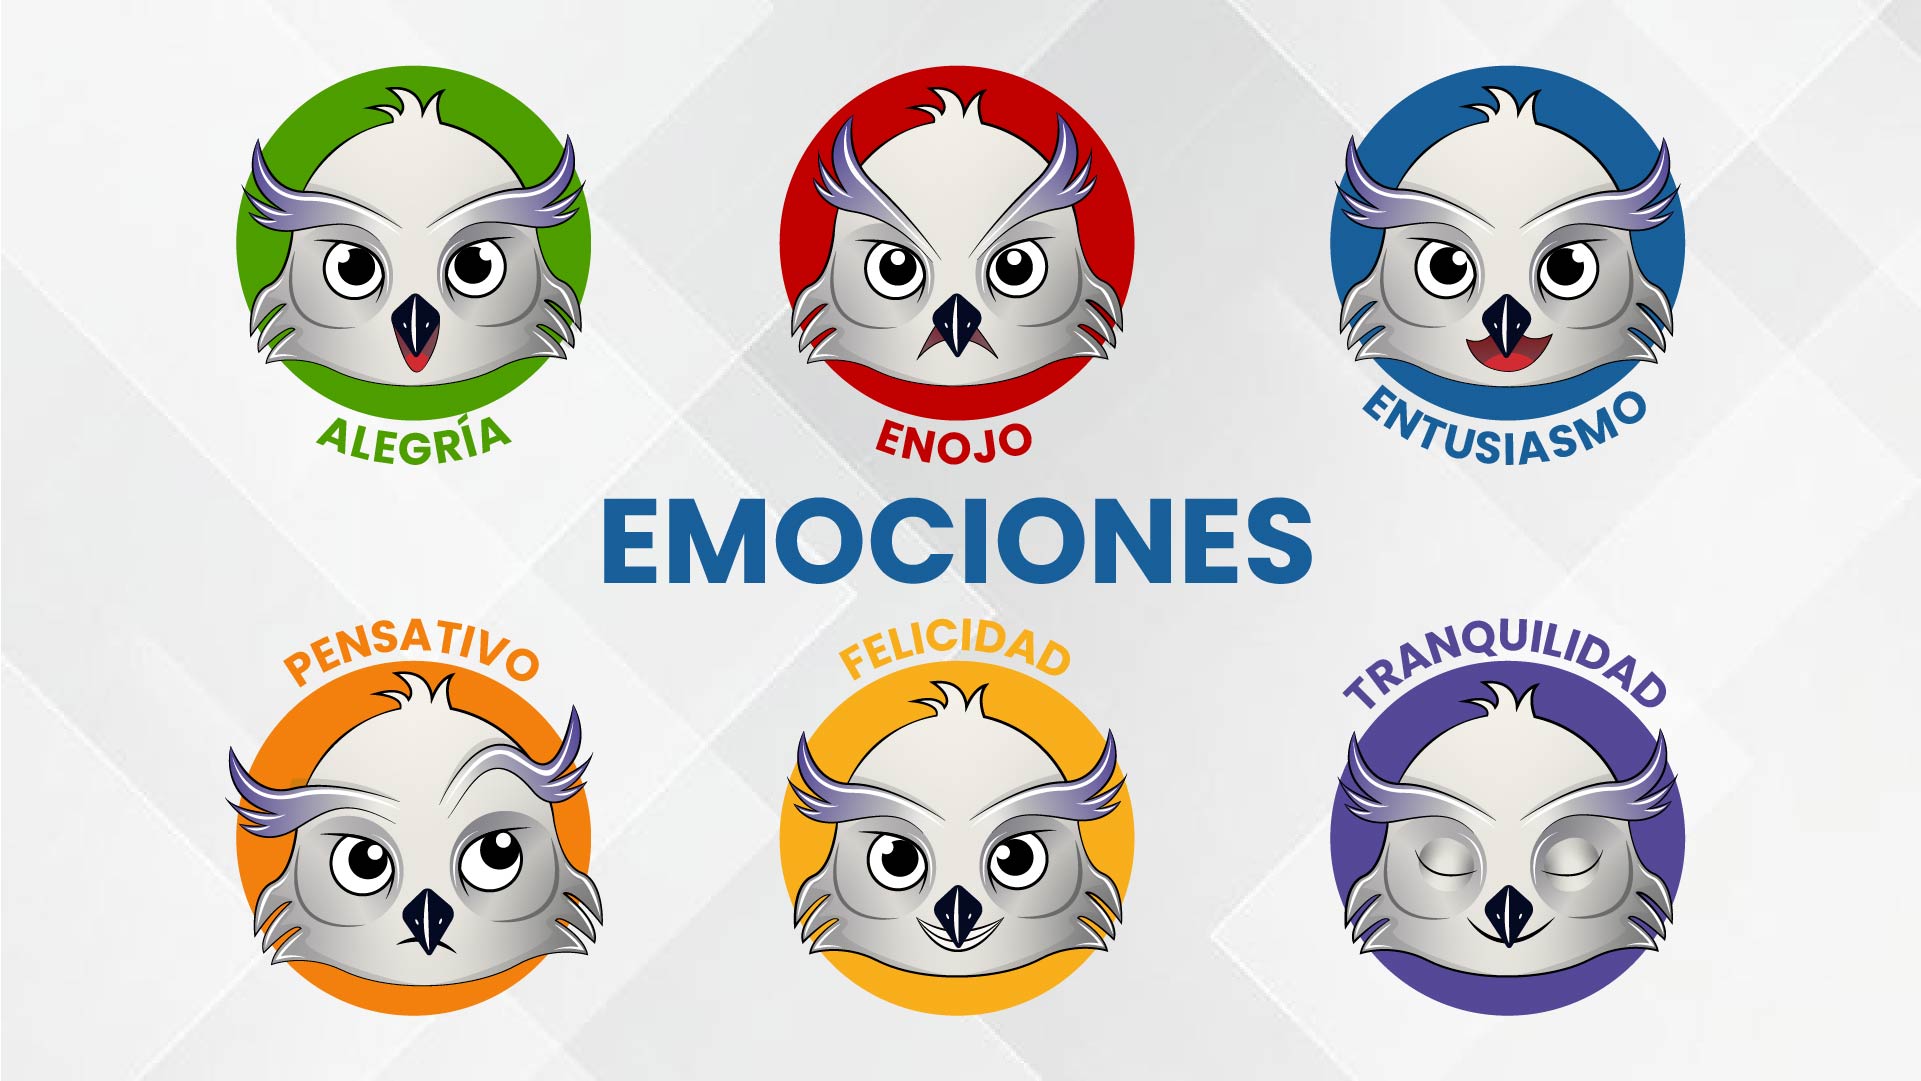 ALEGRÍA
ENOJO
ENTUSIASMO
EMOCIONES
PENSATIVO
FELICIDAD
TRANQUILIDAD